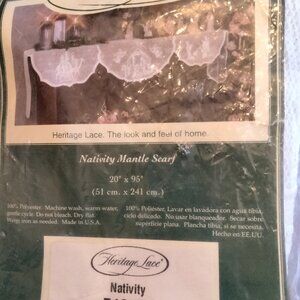 Heritage Lace. The look and feel of home.
Nativity Mantle Scarf
20" x 95"
(51 cm. x 241 cm.)
100% Polyester. Machine wash, warm water,
gentle cycle. Do not bleach. Dry flat.
Warm iron as needed. Made in U.S.A.
100% Poliéster, Lavar en lavadora con agua tibia,
ciclo delicado. No usar blanqueador. Secar sobre
superficie plana. Plancha tibia, si se necesita.
Hecho en EE.UU.
Heritage Lace®
Nativity